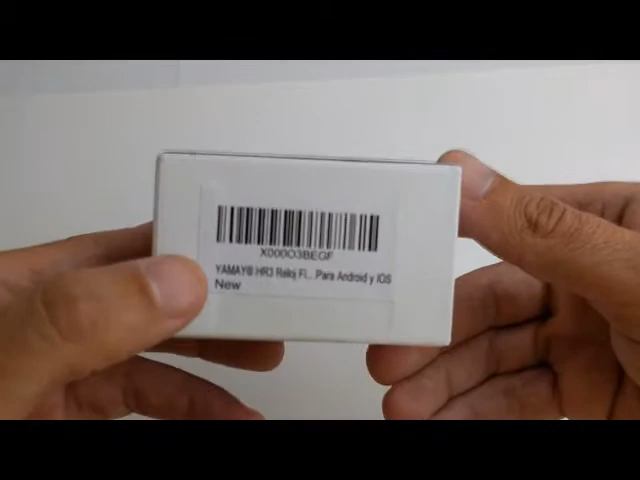 X000O3BEGF
YAMAY® HR3 Reloj Fi... Para Android y IOS
New